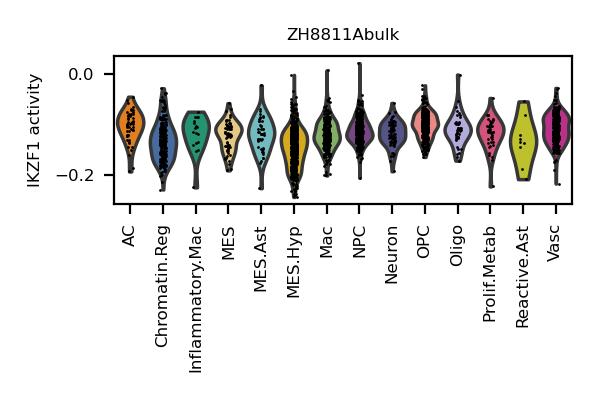 ZH8811Abulk
IKZF1 activity
0.0
−0.2
AC
Chromatin.Reg
Inflammatory.Mac
MES
MES.Ast
MES.Hyp
Mac
NPC
Neuron
OPC
Oligo
Prolif.Metab
Reactive.Ast
Vasc